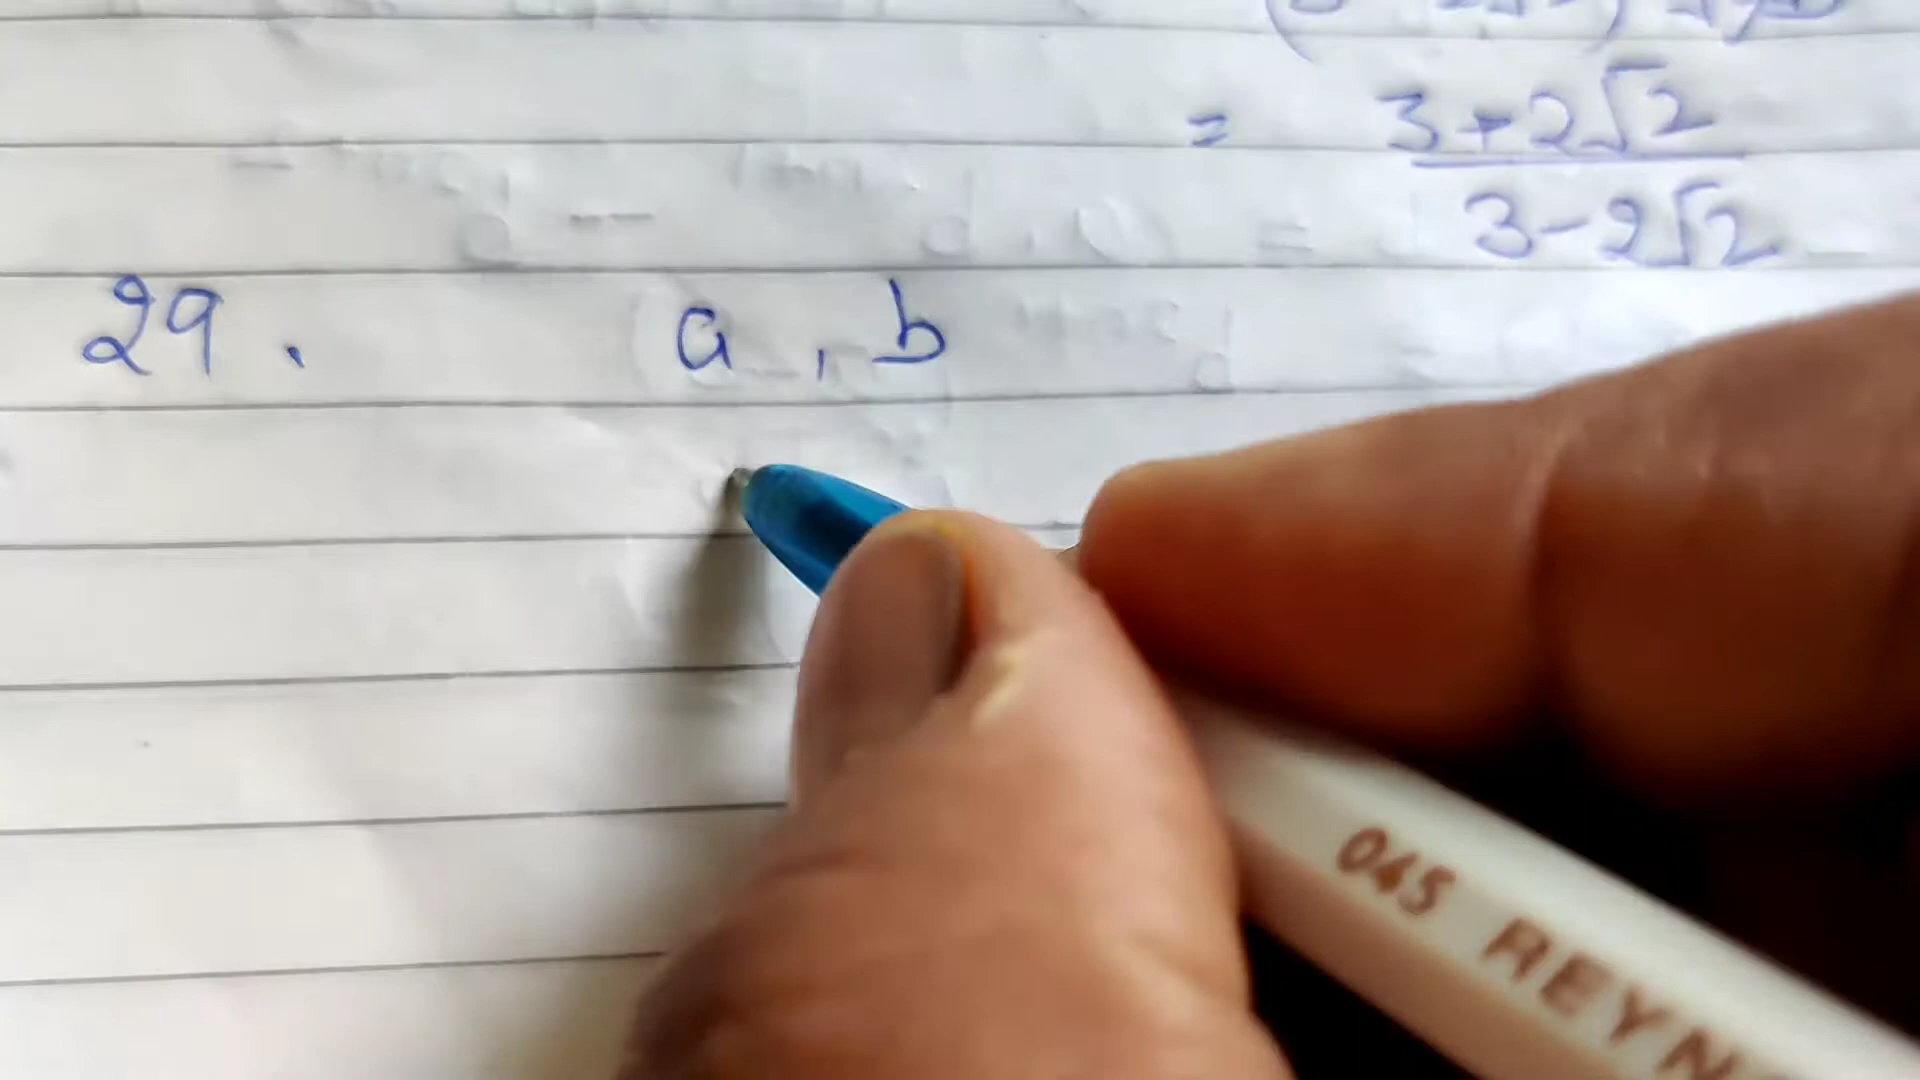 = 3+2√2
3-2√2
29. a, b
045 REYN